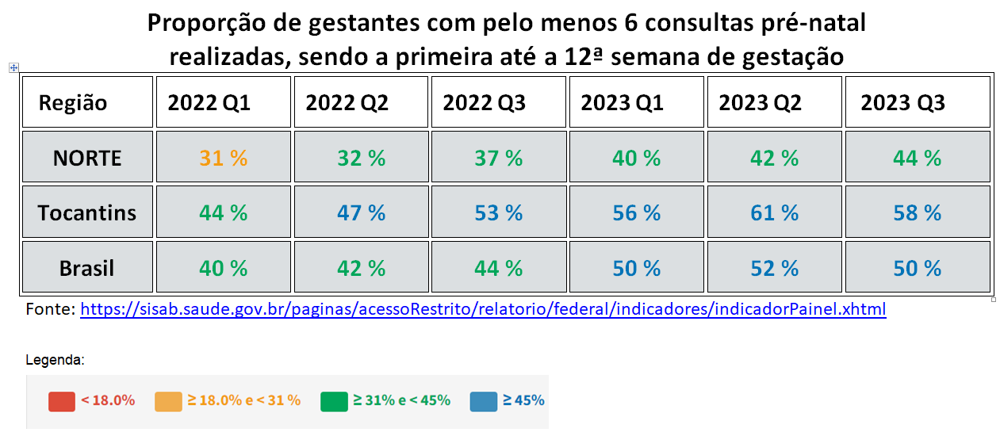 Proporção de gestantes com pelo menos 6 consultas pré-natal
realizadas, sendo a primeira até a 12ª semana de gestação
Região 2022 Q1 2022 Q2 2022 Q3 2023 Q1 2023 Q2 2023 Q3
NORTE 31 % 32 % 37 % 40 % 42 % 44 %
Tocantins 44 % 47 % 53 % 56 % 61 % 58 %
Brasil 40 % 42 % 44 % 50 % 52 % 50 %
Fonte: https://sisab.saude.gov.br/paginas/acessoRestrito/relatorio/federal/indicadores/indicadorPainel.xhtml
Legenda:
< 18.0% ≥ 18.0% e < 31 % ≥ 31% e < 45% ≥ 45%